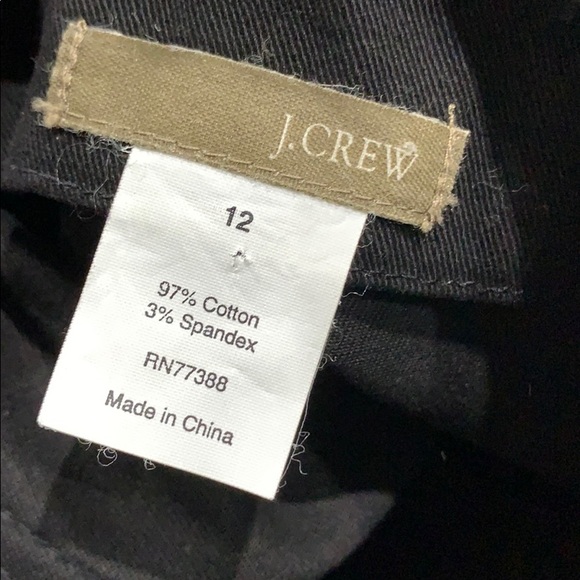 J.CREW
12
97% Cotton
3% Spandex
RN77388
Made in China